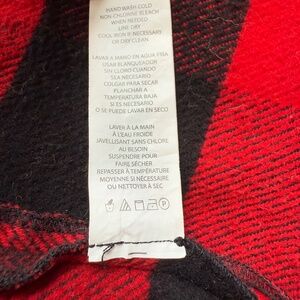 HAND WASH COLD
NON CHLORINE BLEACH
WHEN NEEDED
LINE DRY
COOL IRON IF NECESSARY
OR DRY CLEAN
LAVAR A MANO EN AGUA FRIA
USAR BLANQUEADOR
SIN CLORO CUANDO
SEA NECESARIO
COLGAR PARA SECAR
PLANCHAR A
TEMPERATURA BAJA
SI ES NECESARIO
O SE PUEDE LAVAR EN SECO
LAVER À LA MAIN
À L'EAU FROIDE
JAVELLISANT SANS CHLORE
AU BESOIN
SUSPENDRE POUR
FAIRE SÉCHER
REPASSER À TEMPÉRATURE
MOYENNE SI NÉCESSAIRE
OU NETTOYER À SEC